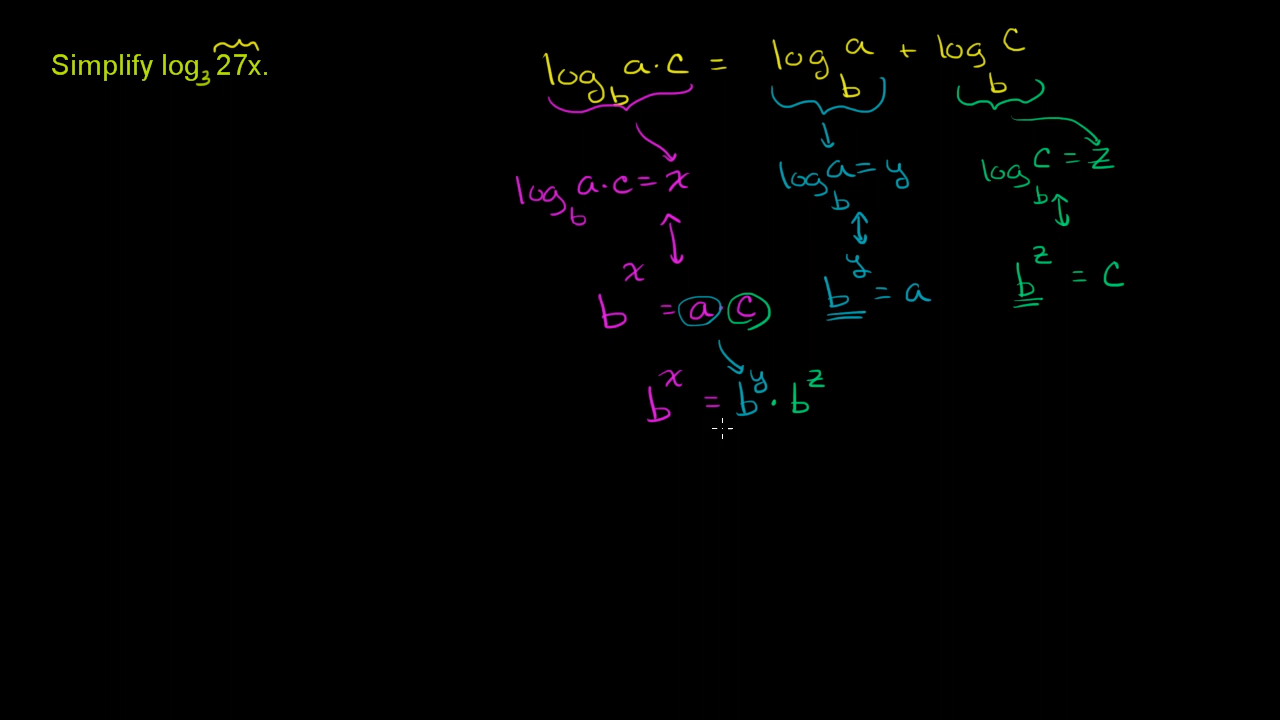 Simplify log₃ 27x.
log_b a·c = log_b a + log_b c
log_b a·c = x
log_b a = y
log_b c = z
b^x = a·c
b^y = a
b^z = c
b^x = b^y · b^z